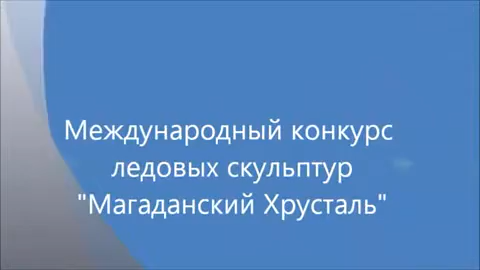 Международный конкурс
ледовых скульптур
"Магаданский Хрусталь"